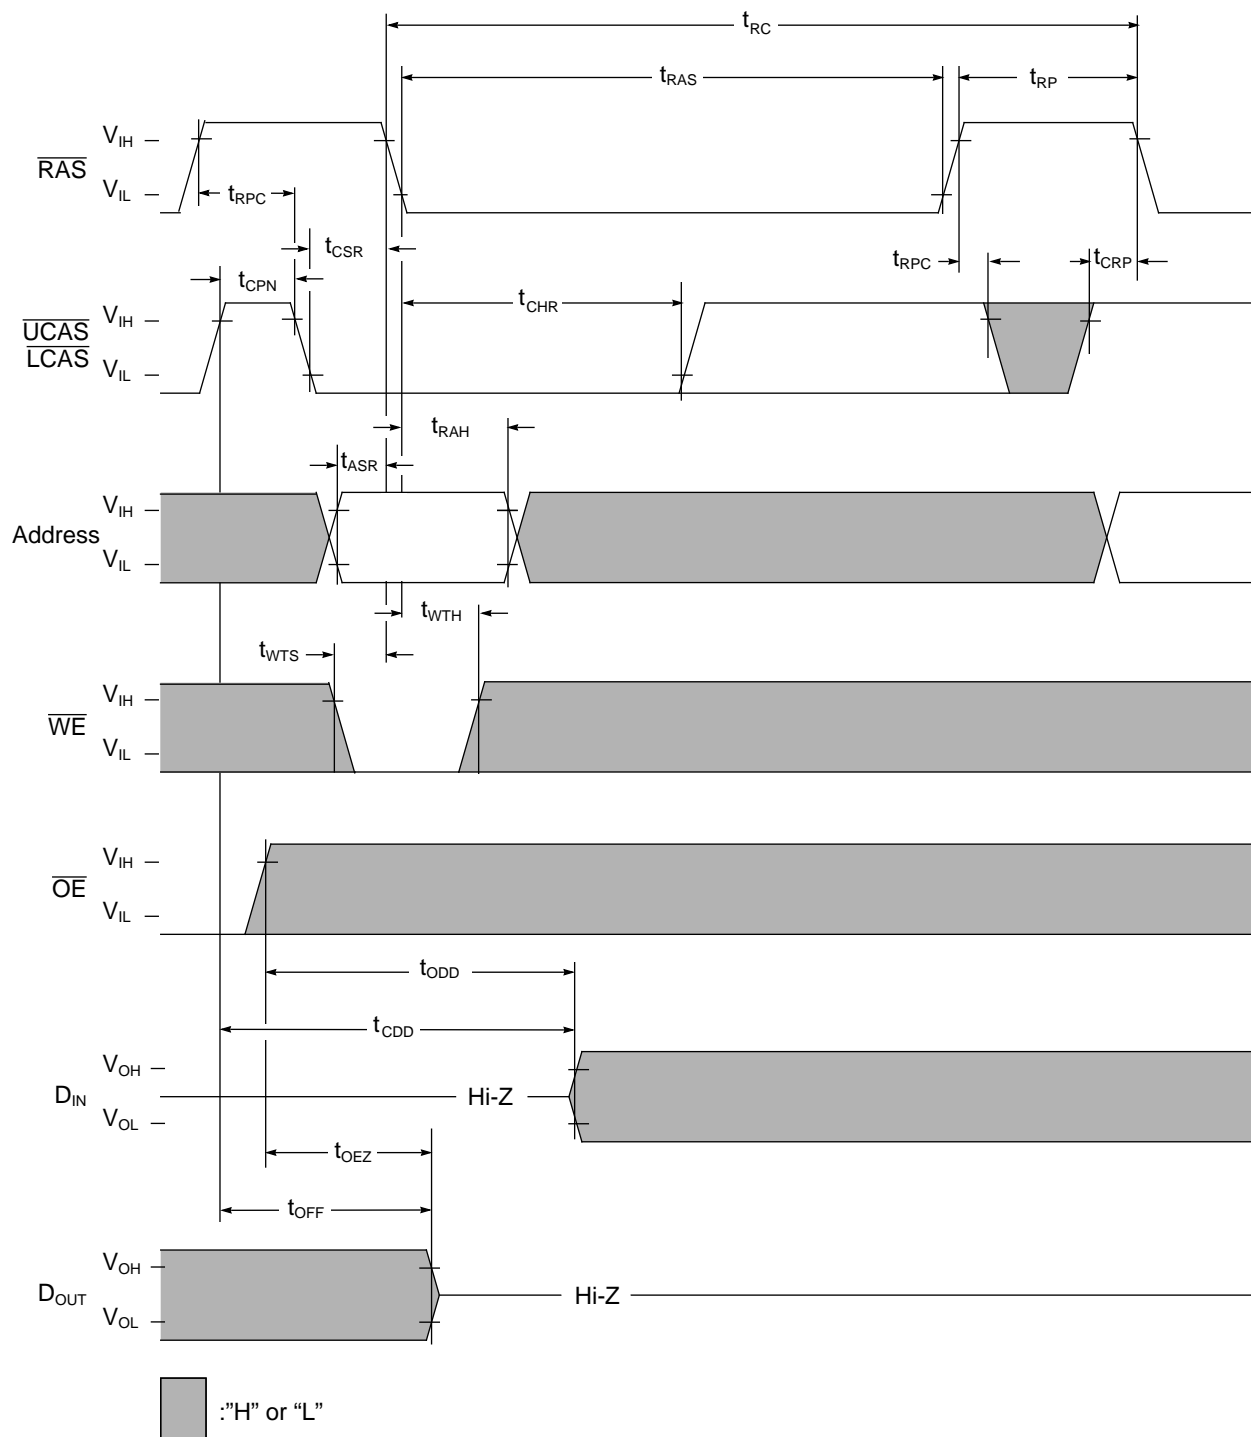 tRC
tRAS
tRP
VIH
RAS
VIL
tRPC
tCSR
tRPC
tCRP
tCPN
tCHR
VIH
UCAS
LCAS
VIL
tRAH
tASR
VIH
Address
VIL
tWTH
tWTS
VIH
WE
VIL
VIH
OE
VIL
tODD
tCDD
VOH
DIN
Hi-Z
VOL
tOEZ
tOFF
VOH
DOUT
Hi-Z
VOL
:”H” or “L”